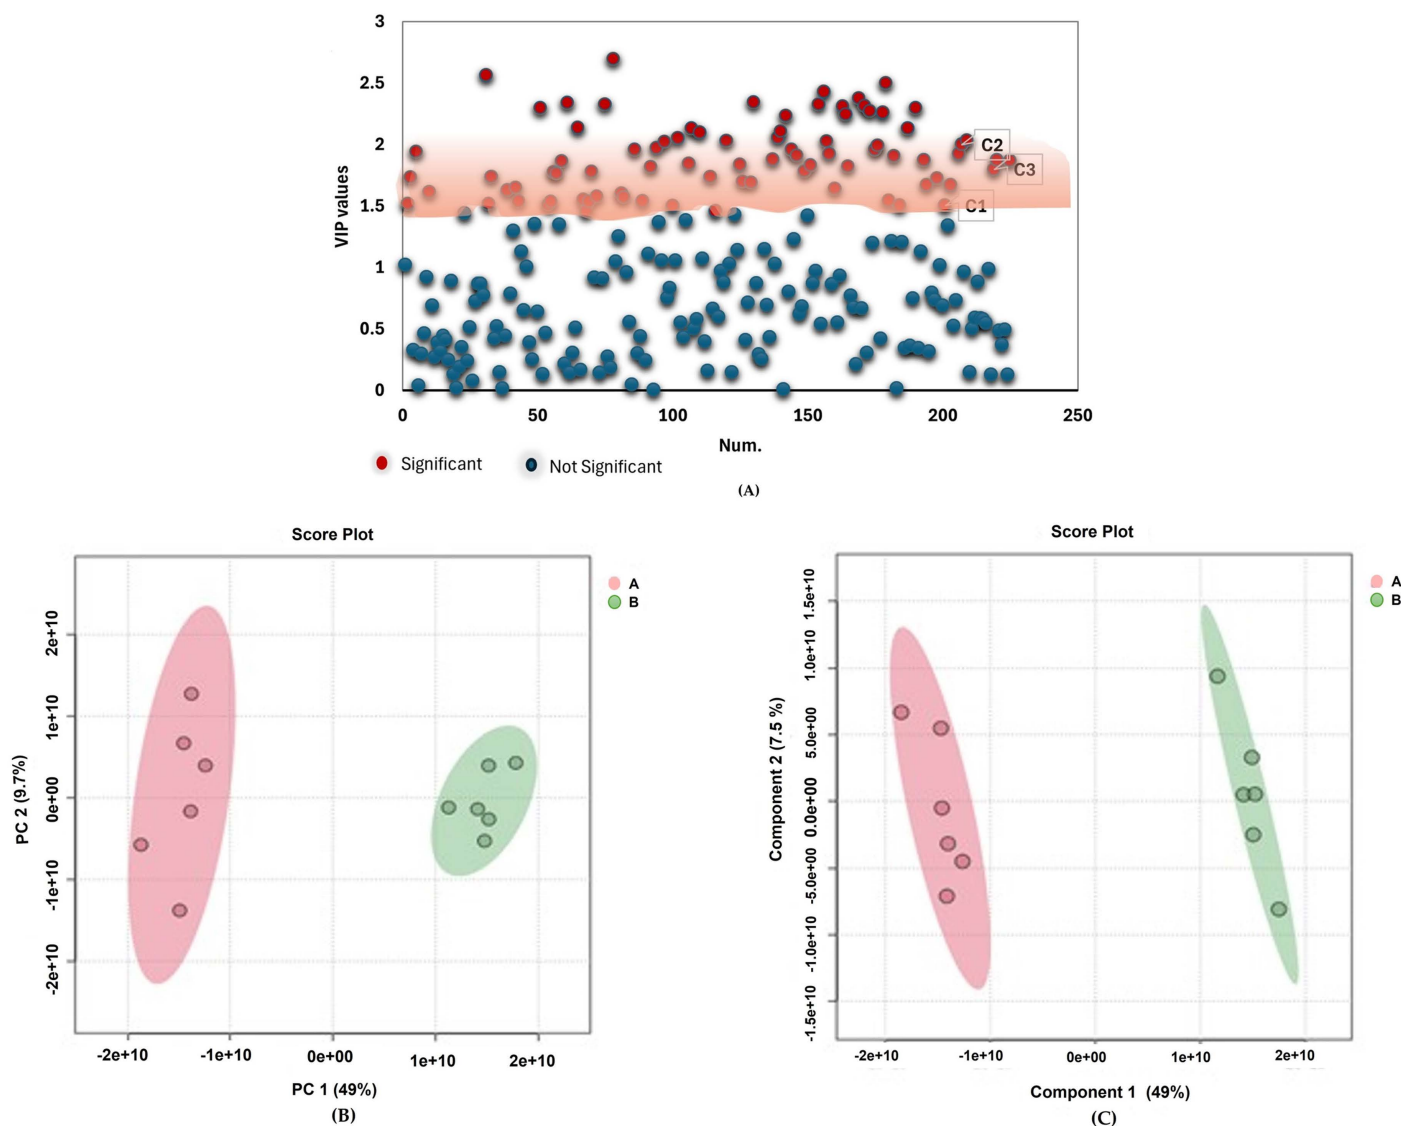 3
2.5
2
1.5
1
0.5
0
VIP values
C2
C3
C1
0 50 100 150 200 250
Num.
Significant Not Significant
(A)
Score Plot
A
B
2e+10
1e+10
0e+00
-1e+10
-2e+10
PC 2 (9.7%)
-2e+10 -1e+10 0e+00 1e+10 2e+10
PC 1 (49%)
(B)
Score Plot
A
B
1.5e+10
1.0e+10
5.0e+00
0.0e+00
-5.0e+00
-1.0e+10
-1.5e+10
Component 2 (7.5 %)
-2e+10 -1e+10 0e+00 1e+10 2e+10
Component 1 (49%)
(C)